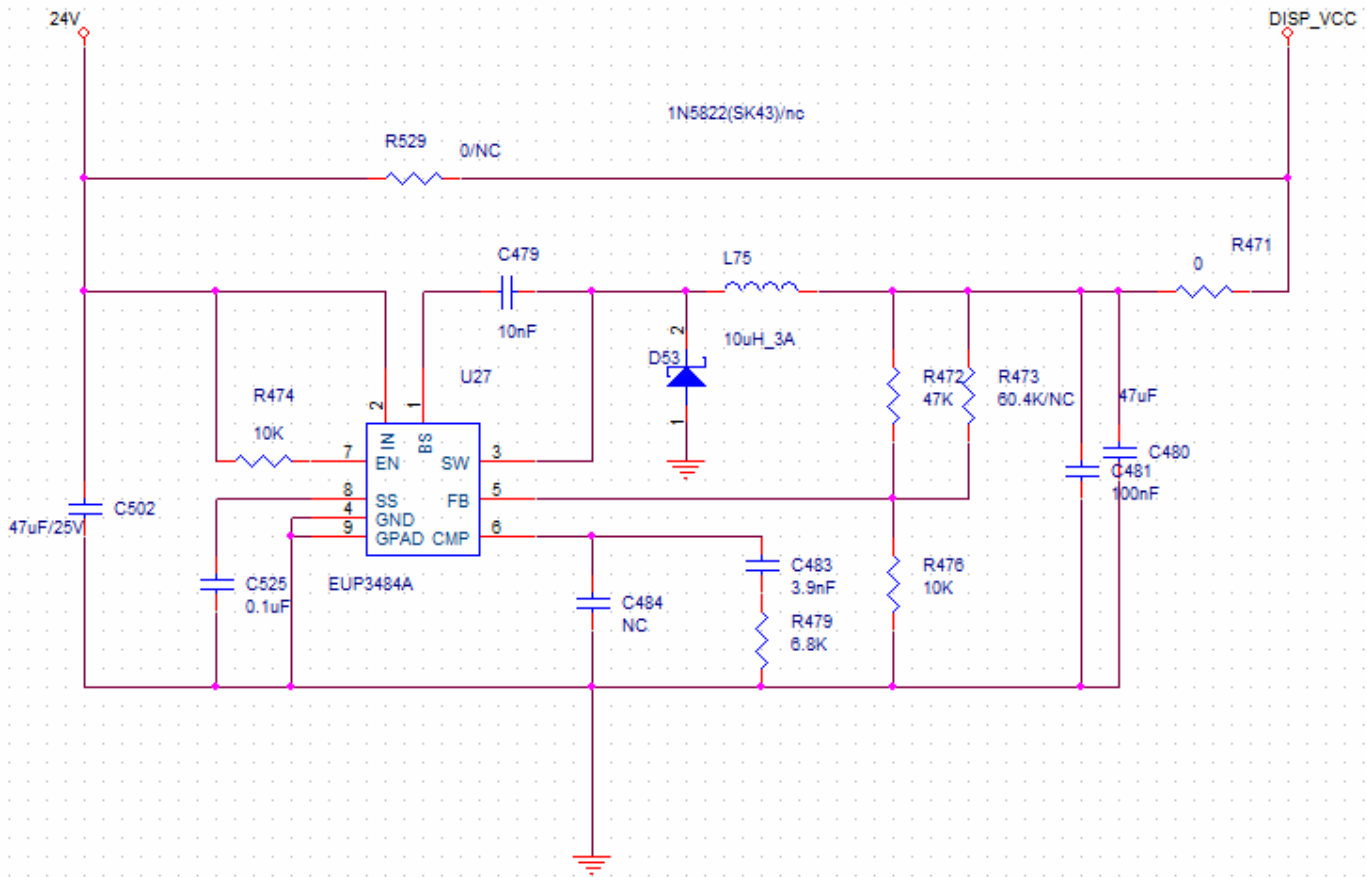 24V
DISP_VCC
1N5822(SK43)/nc
R529
0/NC
R471
0
C479
10nF
L75
10uH_3A
D53
2
1
U27
R474
10K
2
1
IN
BS
7
EN
SW
3
8
SS
FB
5
4
GND
9
GPAD
CMP
6
EUP3484A
R472
47K
R473
60.4K/NC
47uF
C480
C481
100nF
C502
47uF/25V
C525
0.1uF
C484
NC
C483
3.9nF
R479
6.8K
R476
10K